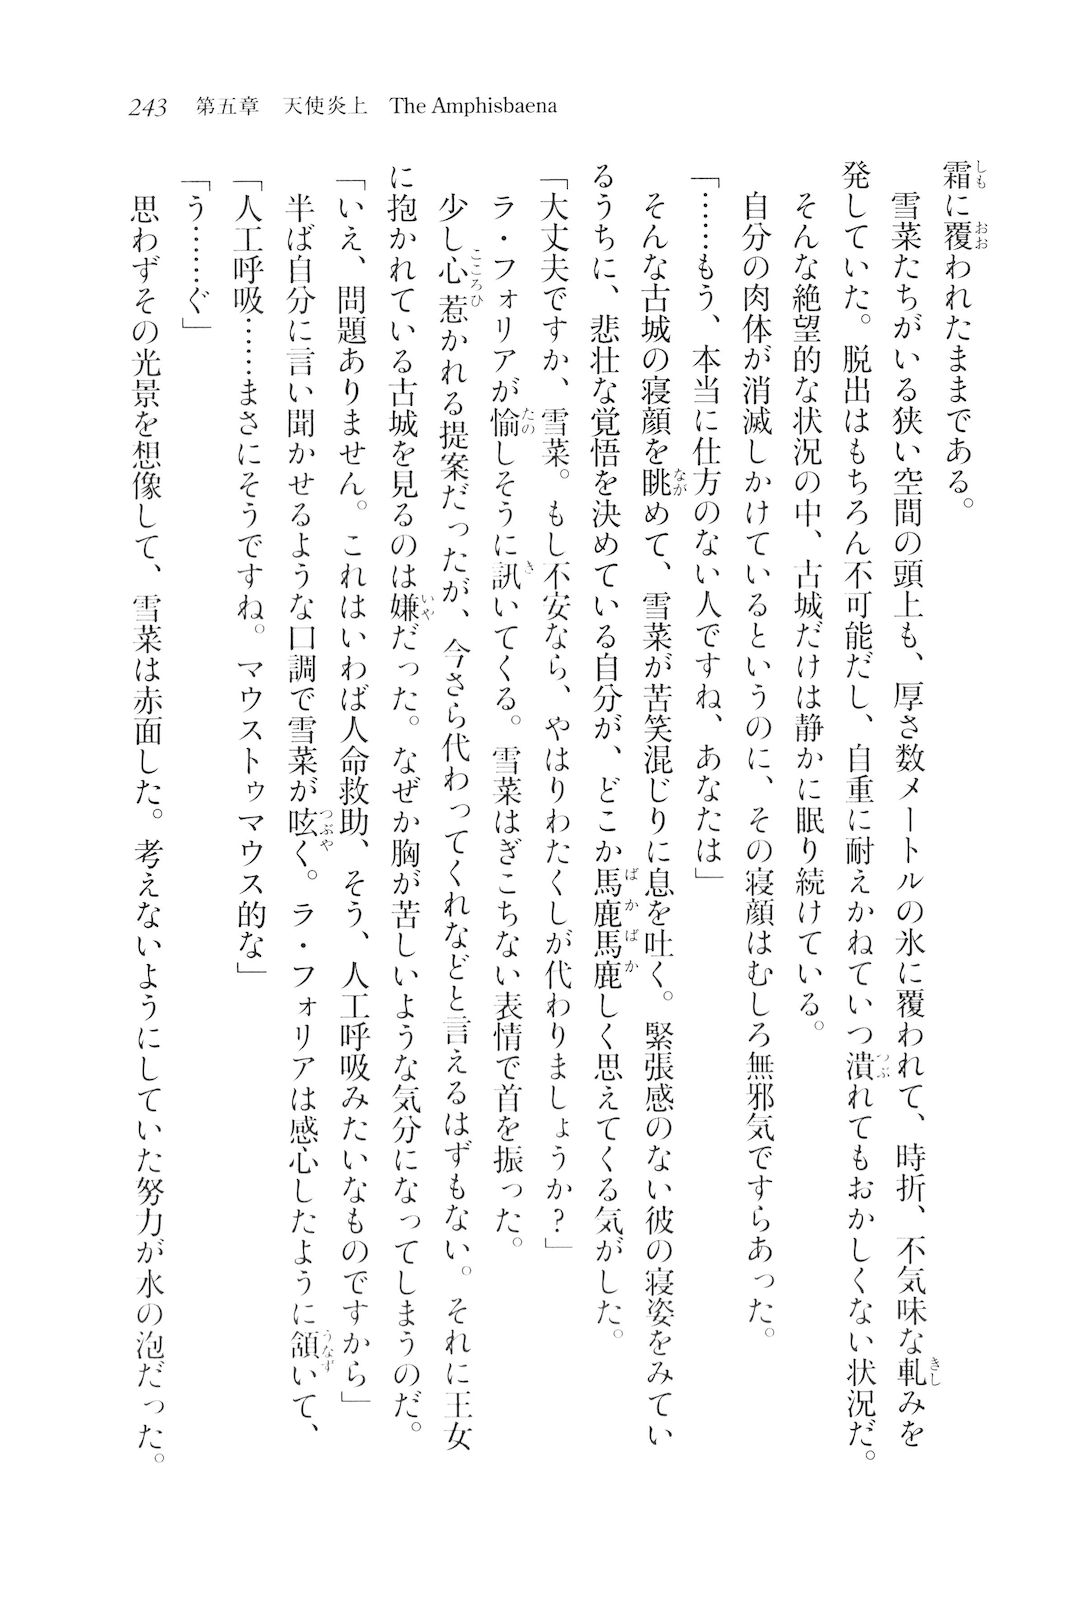 243　第五章　天使炎上　The Amphisbaena
霜に覆われたままである。
　雪菜たちがいる狭い空間の頭上も、厚さ数メートルの氷に覆われて、時折、不気味な軋みを
発していた。脱出はもちろん不可能だし、自重に耐えかねていつ潰れてもおかしくない状況だ。
　そんな絶望的な状況の中、古城だけは静かに眠り続けている。
　自分の肉体が消滅しかけているというのに、その寝顔はむしろ無邪気ですらあった。
「……もう、本当に仕方のない人ですね、あなたは」
　そんな古城の寝顔を眺めて、雪菜が苦笑混じりに息を吐く。緊張感のない彼の寝姿をみてい
るうちに、悲壮な覚悟を決めている自分が、どこか馬鹿馬鹿しく思えてくる気がした。
「大丈夫ですか、雪菜。もし不安なら、やはりわたくしが代わりましょうか？」
　ラ・フォリアが愉しそうに訊いてくる。雪菜はぎこちない表情で首を振った。
　少し心惹かれる提案だったが、今さら代わってくれなどと言えるはずもない。それに王女
に抱かれている古城を見るのは嫌だった。なぜか胸が苦しいような気分になってしまうのだ。
「いえ、問題ありません。これはいわば人命救助、そう、人工呼吸みたいなものですから」
　半ば自分に言い聞かせるような口調で雪菜が呟く。ラ・フォリアは感心したように頷いて、
「人工呼吸……まさにそうですね。マウストゥマウス的な」
「う……ぐ」
　思わずその光景を想像して、雪菜は赤面した。考えないようにしていた努力が水の泡だった。